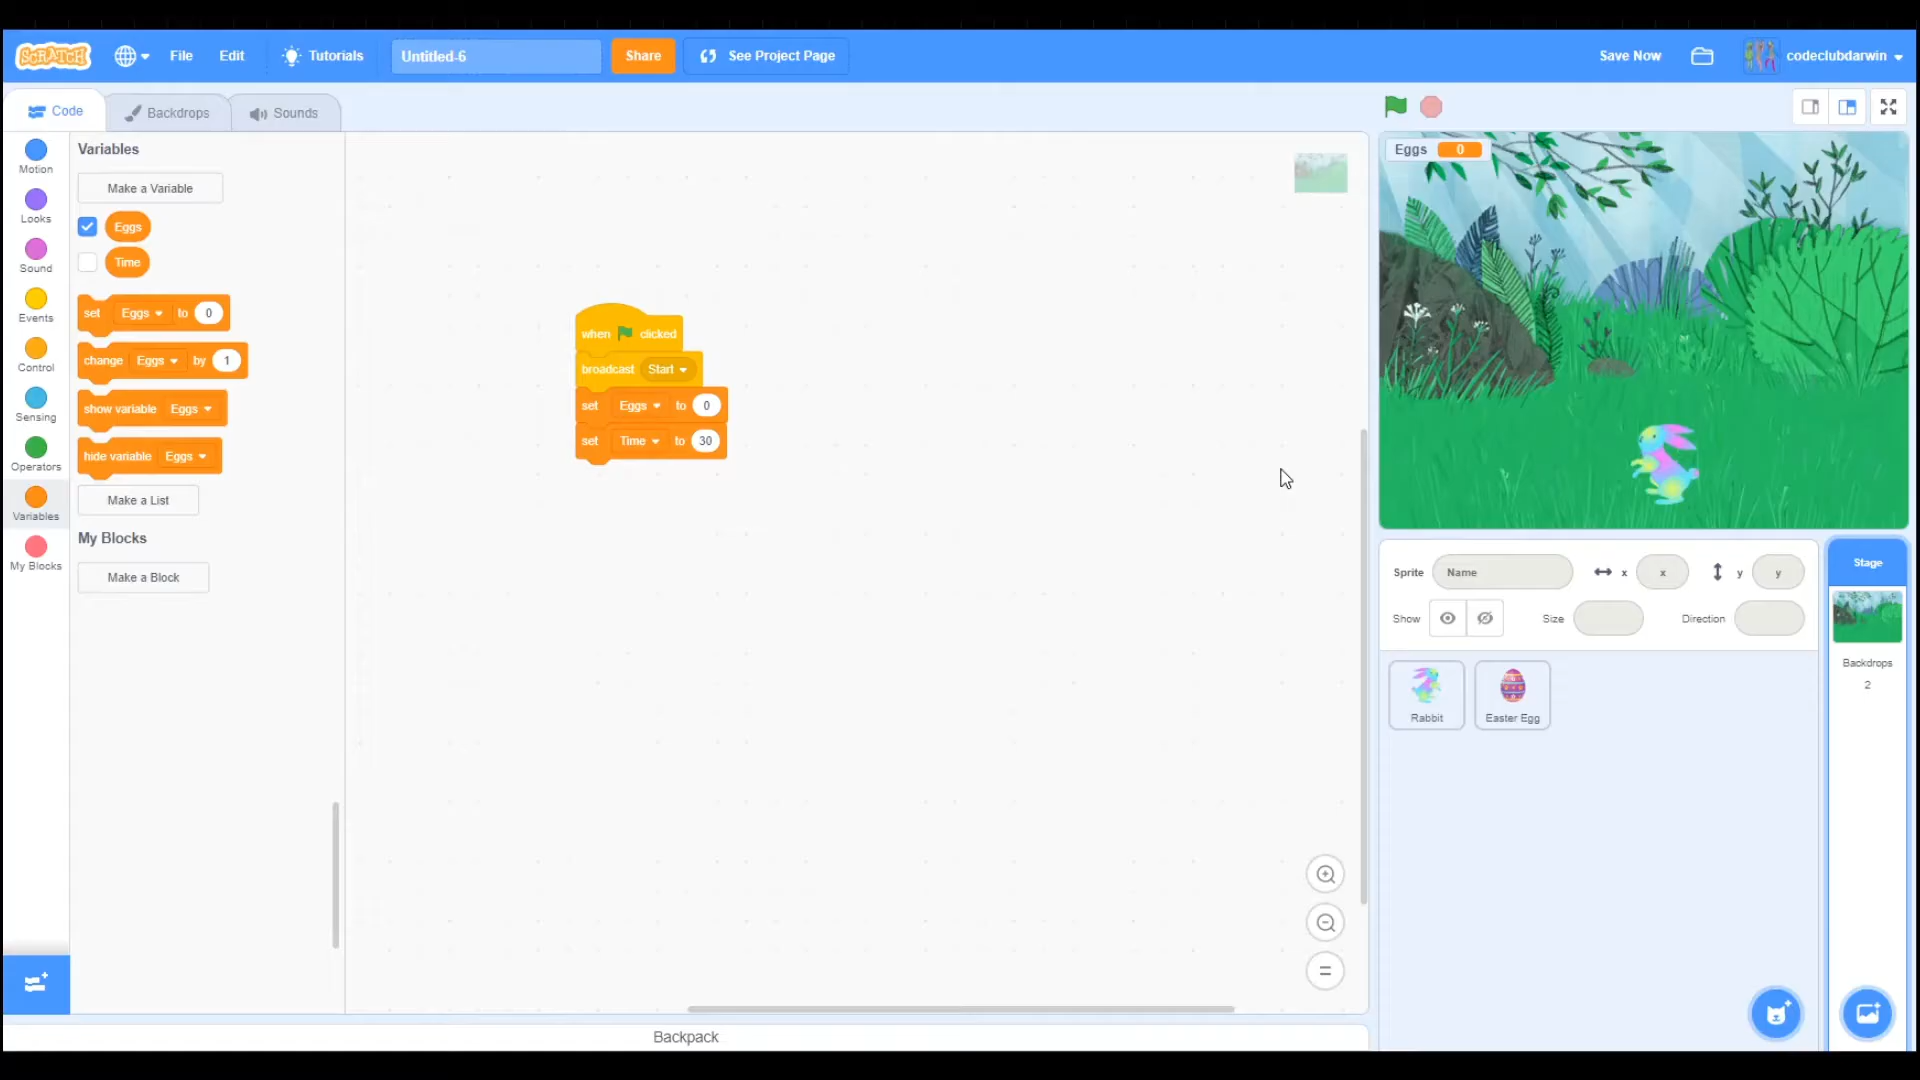 SCRATCH
File
Edit
Tutorials
Untitled-6
Share
See Project Page
Save Now
codeclubdarwin
Code
Backdrops
Sounds
Motion
Looks
Sound
Events
Control
Sensing
Operators
Variables
My Blocks
Variables
Make a Variable
Eggs
Time
set Eggs to 0
change Eggs by 1
show variable Eggs
hide variable Eggs
Make a List
My Blocks
Make a Block
when clicked
broadcast Start
set Eggs to 0
set Time to 30
Backpack
Eggs 0
Sprite Name x x y y
Show Size Direction
Rabbit
Easter Egg
Stage
Backdrops
2